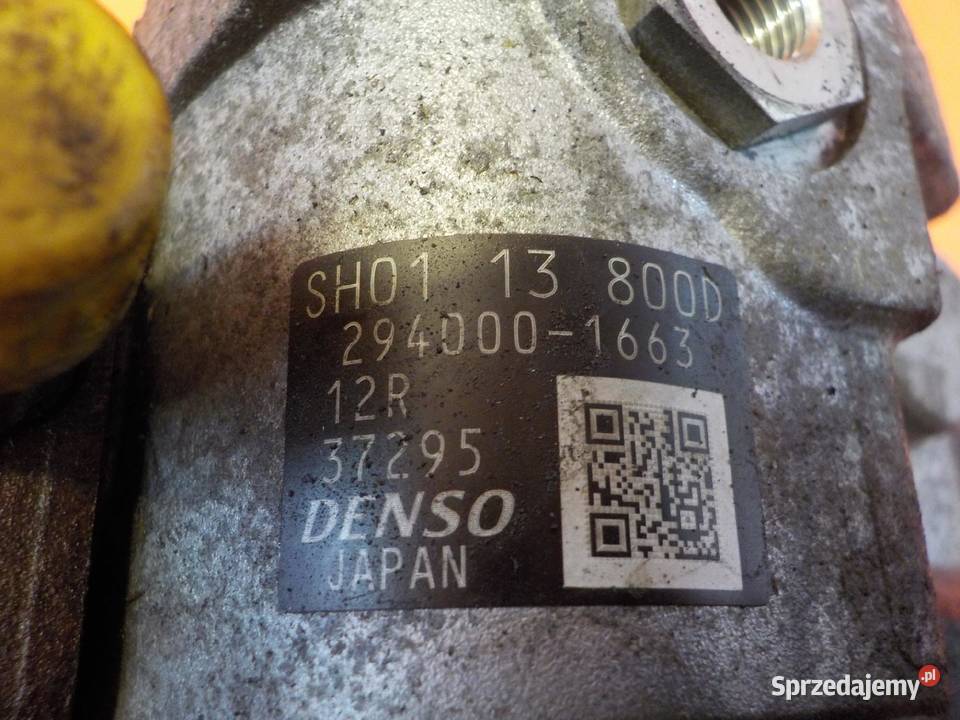 SH01 13 800D
294000-1663
12R
37295
DENSO
JAPAN
Sprzedajemy.pl